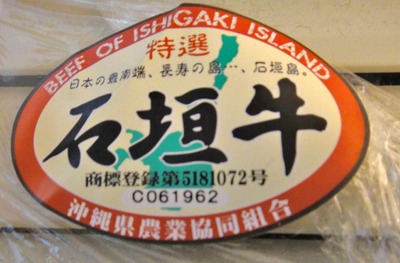 BEEF OF ISHIGAKI ISLAND
特選
日本の最南端、長寿の島…、石垣島。
石垣牛
商標登録第5181072号
C061962
沖縄県農業協同組合